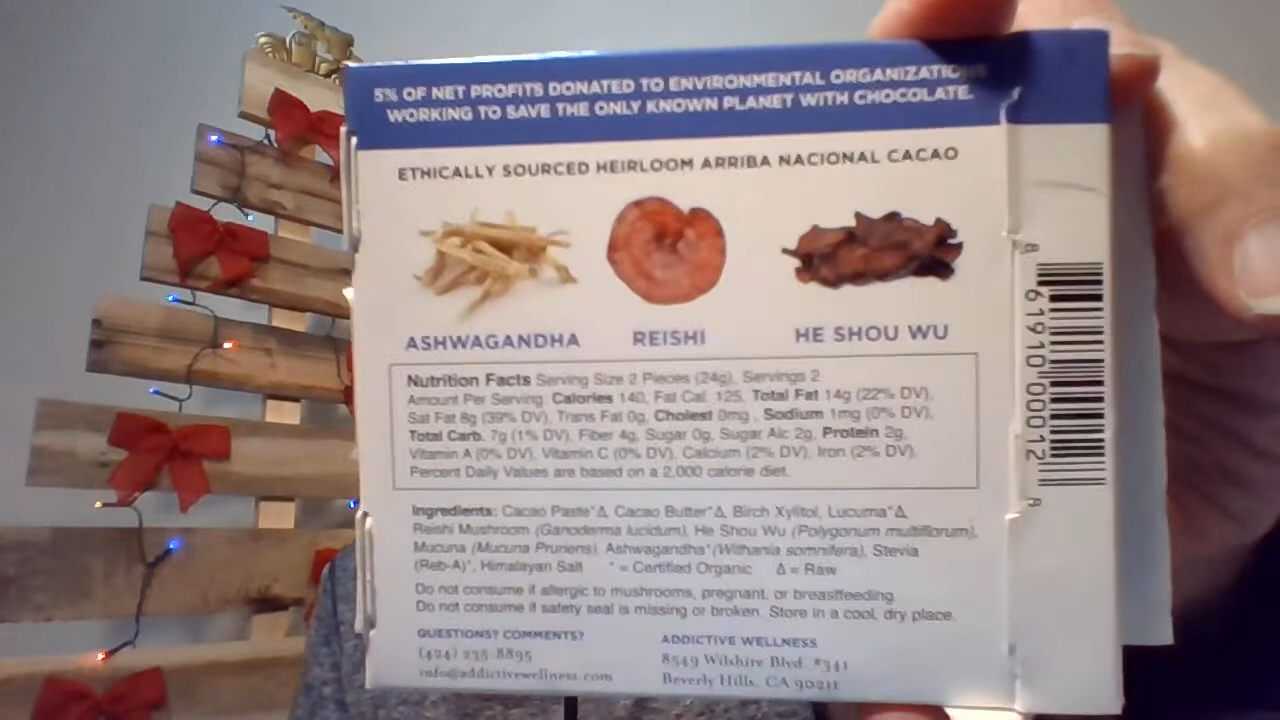 5% OF NET PROFITS DONATED TO ENVIRONMENTAL
WORKING TO SAVE THE ONLY KNOWN PLANET WITH CHOCOLATE.
ETHICALLY SOURCED HEIRLOOM ARRIBA NACIONAL CACAO
ASHWAGANDHA REISHI HE SHOU WU
Nutrition Facts Serving Size 2 Pieces (24g), Servings 2
Amount Per Serving: Calories 140, Fat Cal. 125, Total Fat 14g (22% DV),
Sat Fat 8g (39% DV), Trans Fat 0g, Cholest 0mg, Sodium 1mg (0% DV),
Total Carb. 7g (1% DV), Fiber 4g, Sugar 0g, Sugar Alc 2g, Protein 2g,
Vitamin A (0% DV), Vitamin C (0% DV), Calcium (2% DV), Iron (2% DV).
Percent Daily Values are based on a 2,000 calorie diet.
Ingredients: Cacao Paste*Δ, Cacao Butter*Δ, Birch Xylitol, Lucuma*Δ,
Reishi Mushroom (Ganoderma lucidum), He Shou Wu (Polygonum multiflorum),
Mucuna (Mucuna Pruriens), Ashwagandha* (Withania somnifera), Stevia
(Reb-A)*, Himalayan Salt * = Certified Organic Δ = Raw
Do not consume if allergic to mushrooms, pregnant, or breastfeeding.
Do not consume if safety seal is missing or broken. Store in a cool, dry place.
QUESTIONS? COMMENTS?
(424) 235 8895
info@addictivewellness.com
ADDICTIVE WELLNESS
8549 Wilshire Blvd. #341
Beverly Hills, CA 90211
8 61910 00012 8